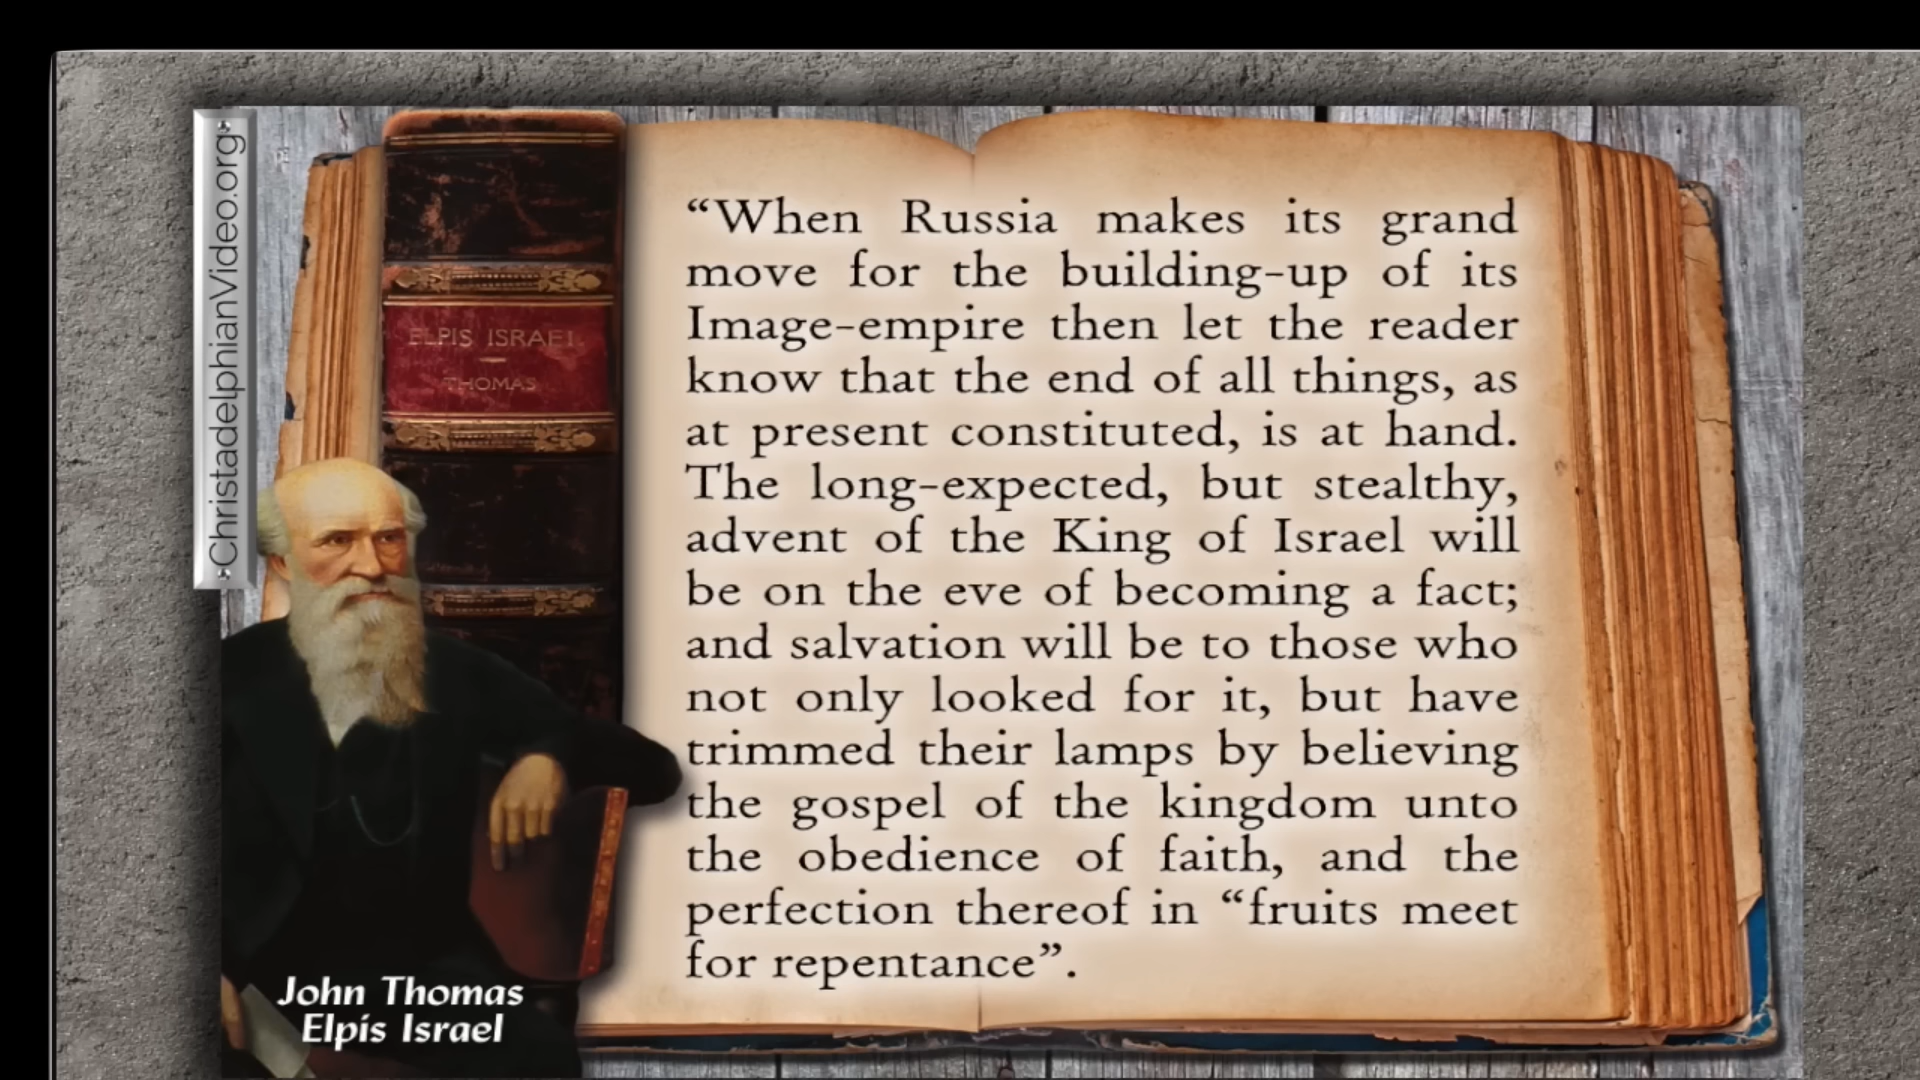 ChristadelphianVideo.org
ELPIS ISRAEL
THOMAS
“When Russia makes its grand
move for the building-up of its
Image-empire then let the reader
know that the end of all things, as
at present constituted, is at hand.
The long-expected, but stealthy,
advent of the King of Israel will
be on the eve of becoming a fact;
and salvation will be to those who
not only looked for it, but have
trimmed their lamps by believing
the gospel of the kingdom unto
the obedience of faith, and the
perfection thereof in “fruits meet
for repentance”.
John Thomas
Elpis Israel